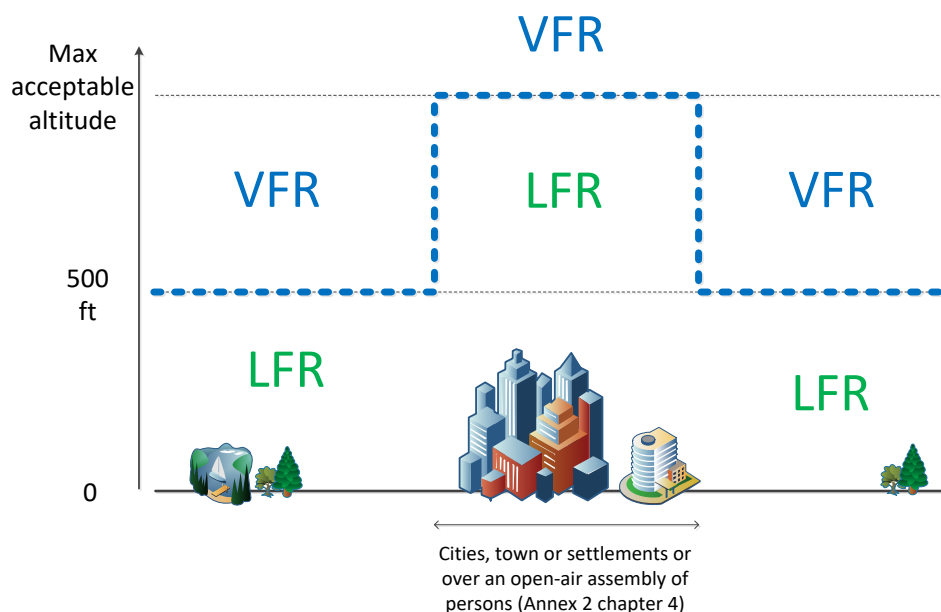 VFR
Max
acceptable
altitude
VFR
LFR
VFR
500
ft
LFR
LFR
0
Cities, town or settlements or
over an open-air assembly of
persons (Annex 2 chapter 4)